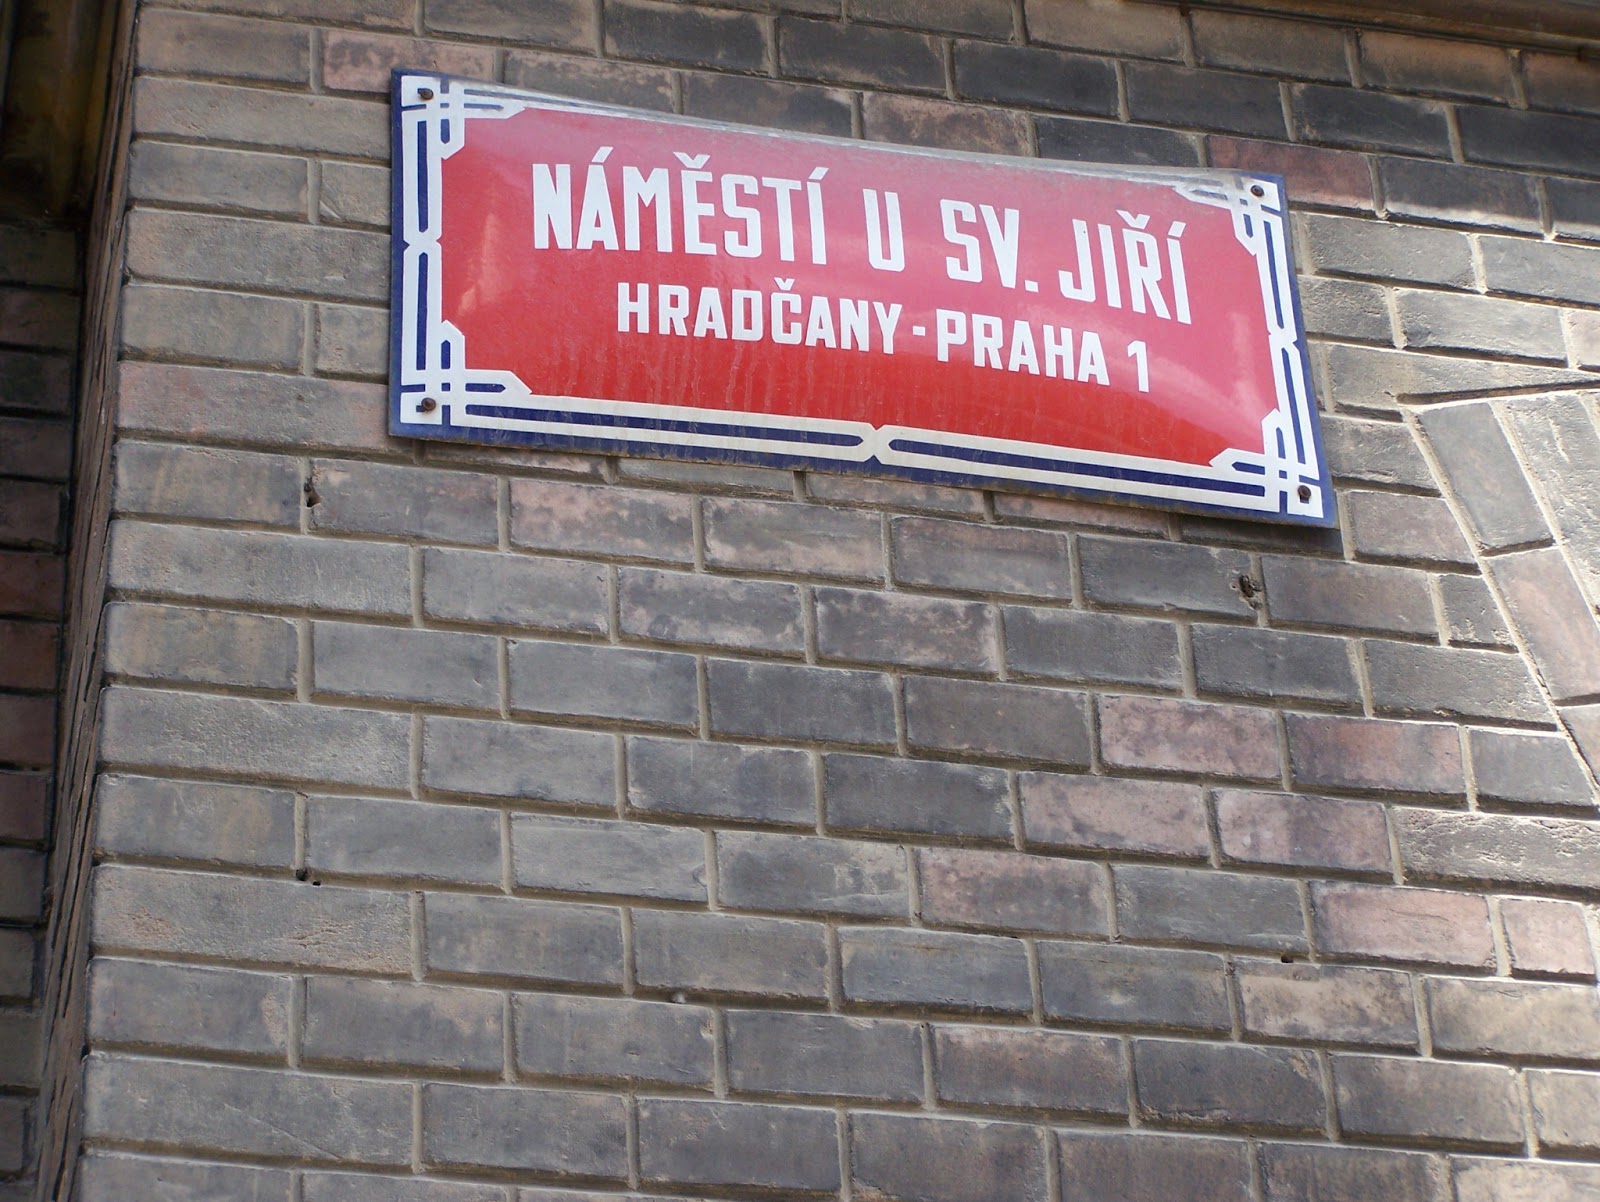 NÁMĚSTÍ U SV. JIŘÍ
HRADČANY - PRAHA 1